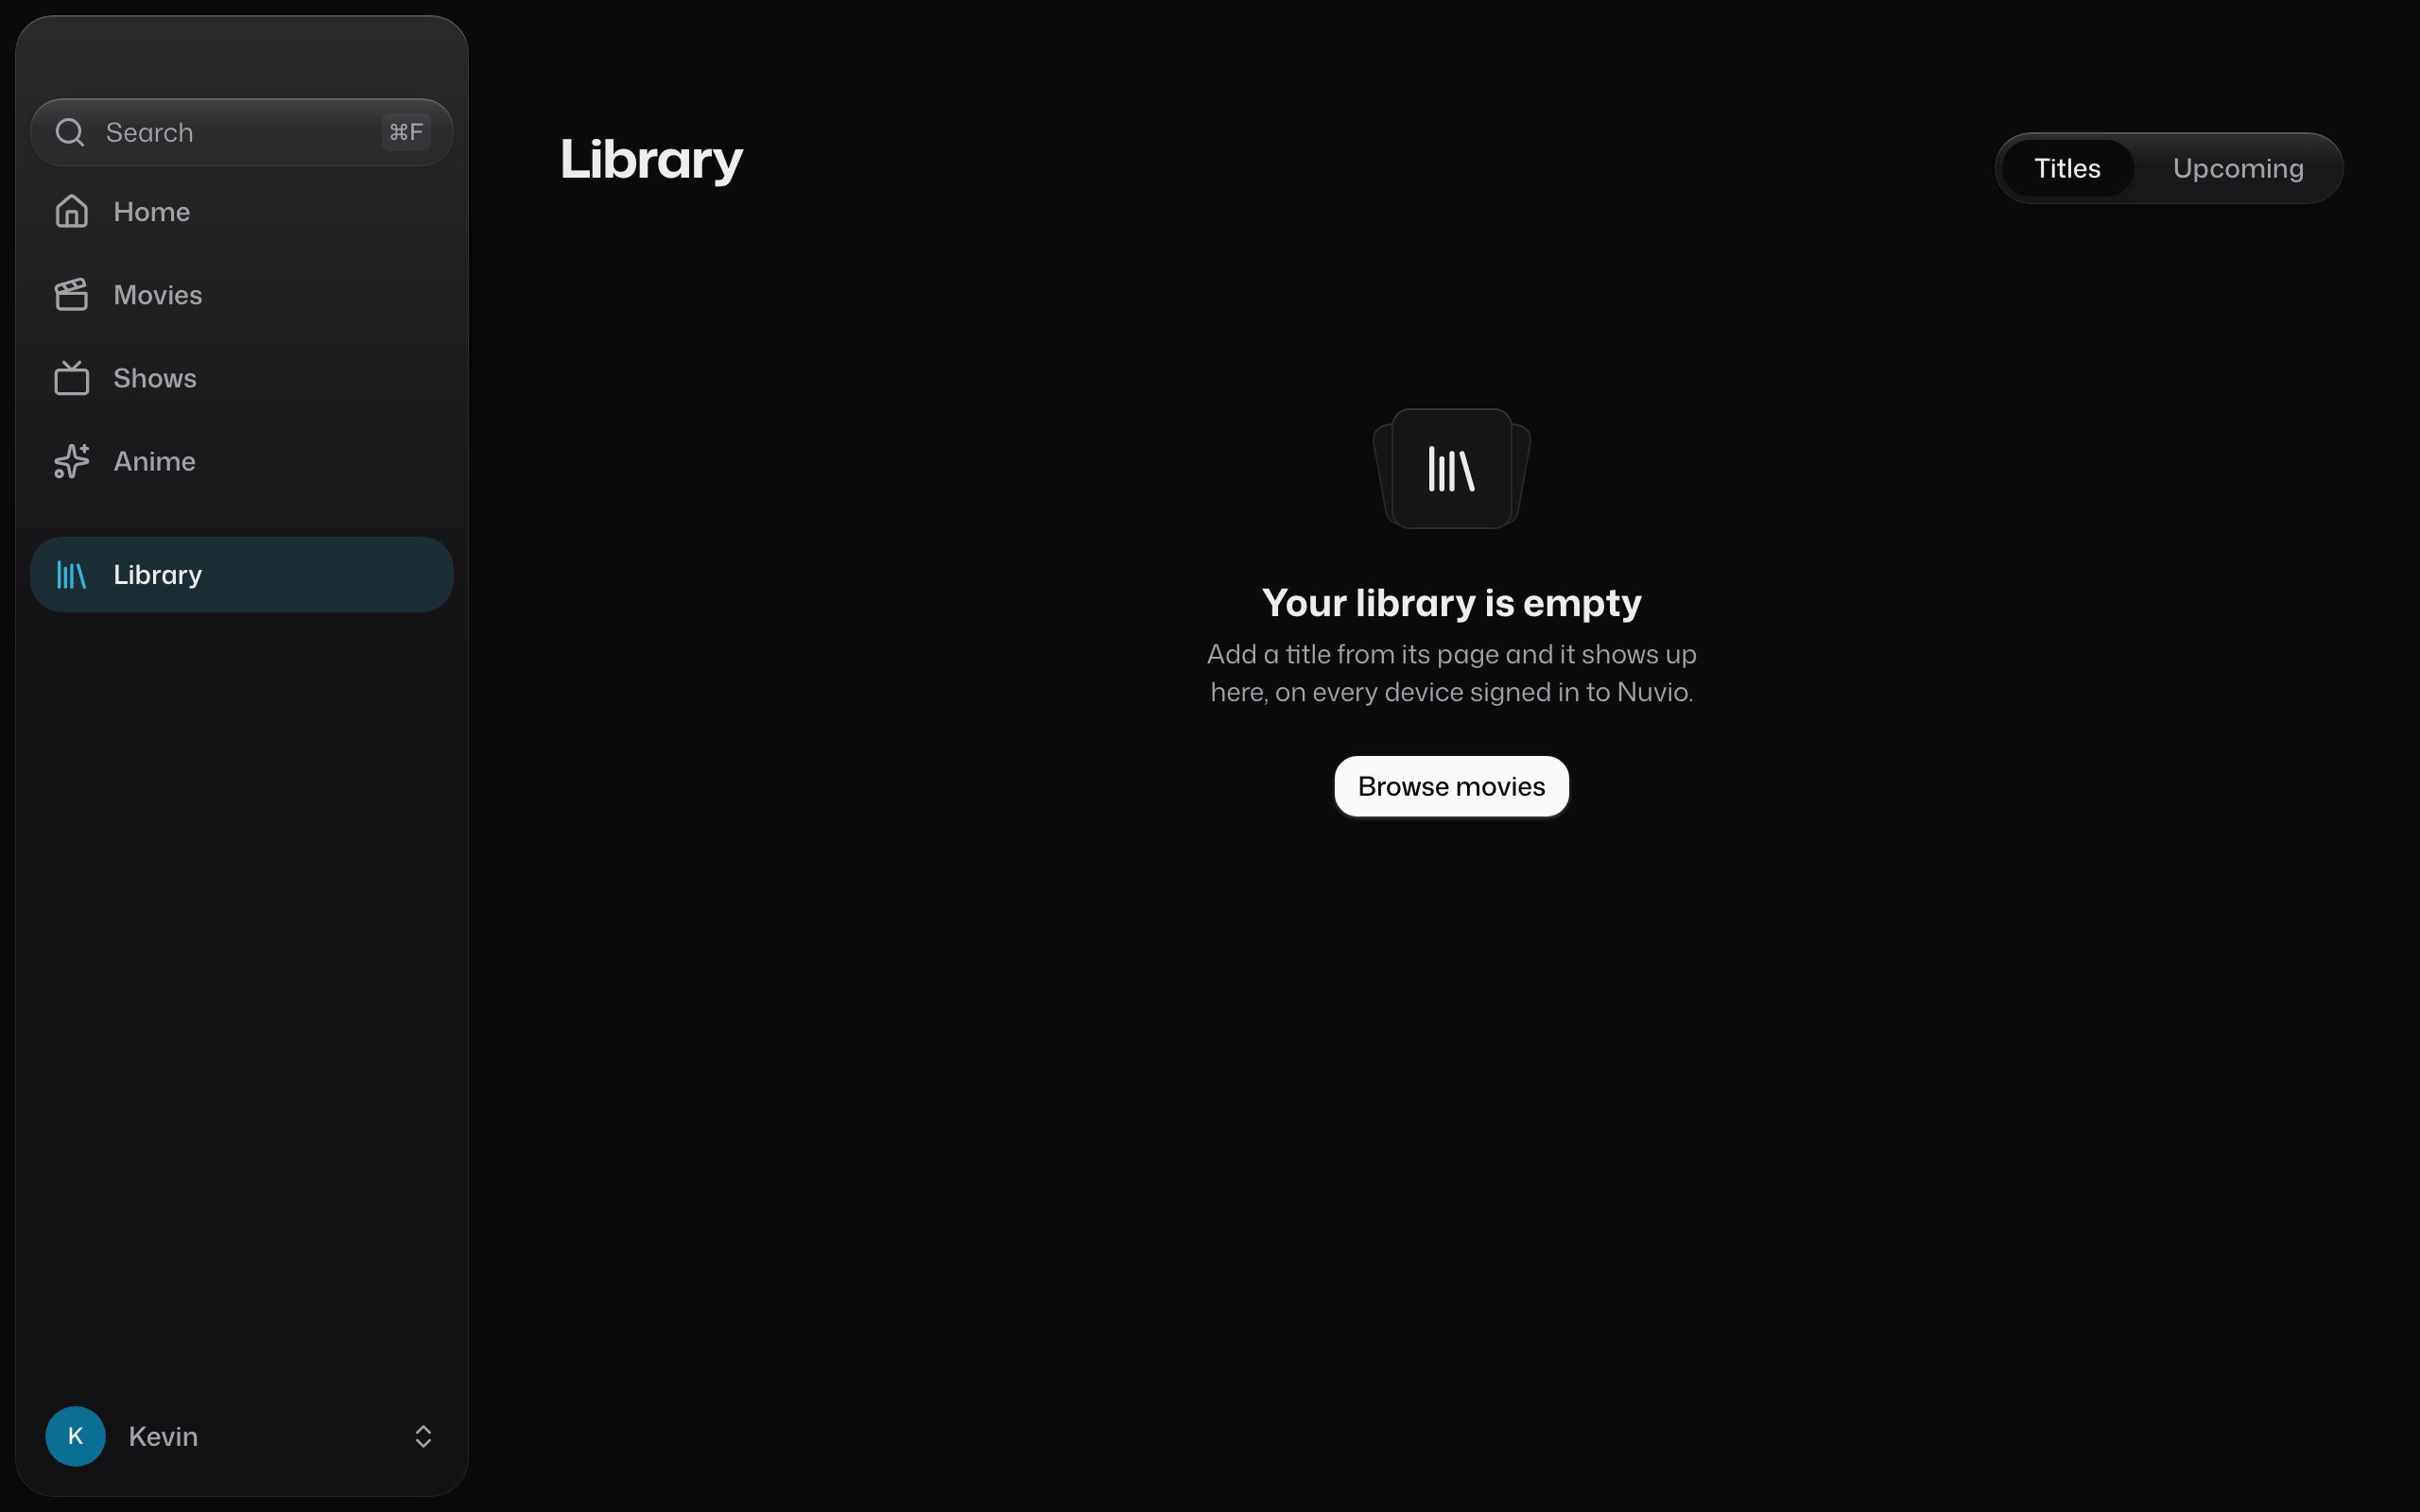 Search ⌘F
Home
Movies
Shows
Anime
Library
Kevin
K
Library
Titles
Upcoming
Your library is empty
Add a title from its page and it shows up
here, on every device signed in to Nuvio.
Browse movies